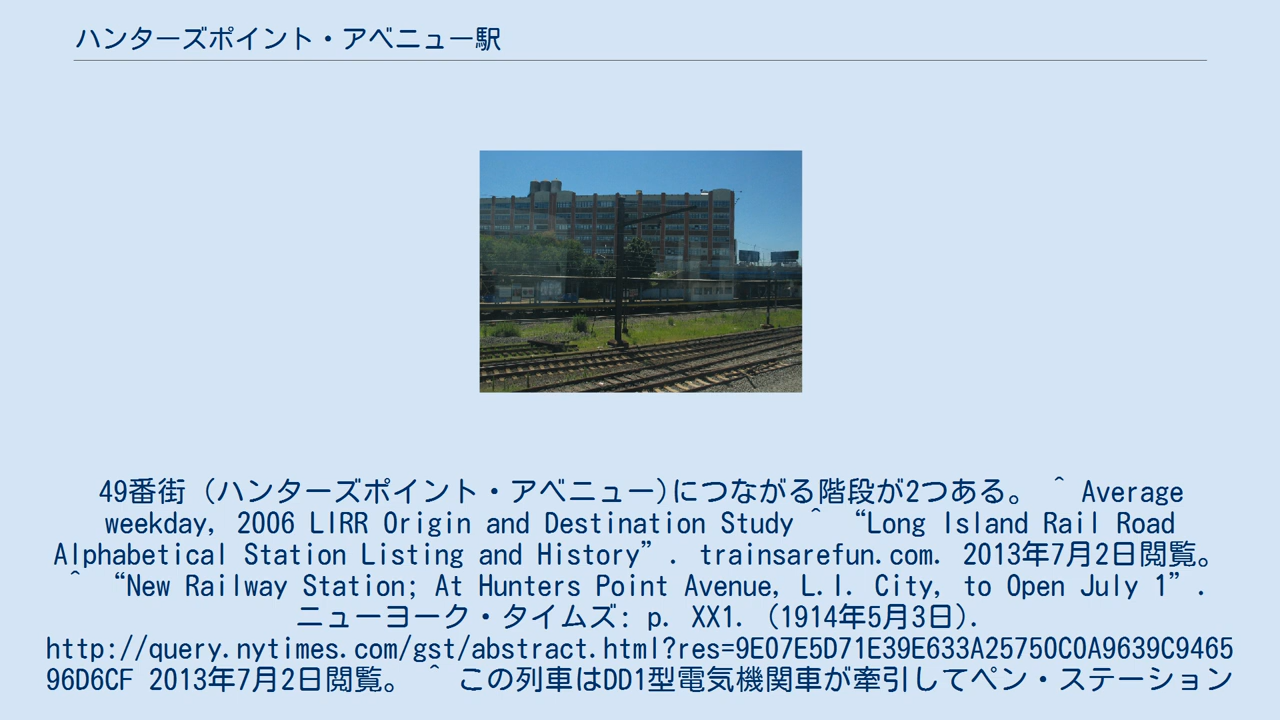 ハンターズポイント・アベニュー駅
49番街 (ハンターズポイント・アベニュー)につながる階段が2つある。 ^ Average
weekday, 2006 LIRR Origin and Destination Study ^ “Long Island Rail Road
Alphabetical Station Listing and History”. trainsarefun.com. 2013年7月2日閲覧。
^ “New Railway Station; At Hunters Point Avenue, L.I. City, to Open July 1”.
ニューヨーク・タイムズ: p. XX1. (1914年5月3日).
http://query.nytimes.com/gst/abstract.html?res=9E07E5D71E39E633A25750C0A9639C9465
96D6CF 2013年7月2日閲覧。 ^ この列車はDD1型電気機関車が牽引してペン・ステーション